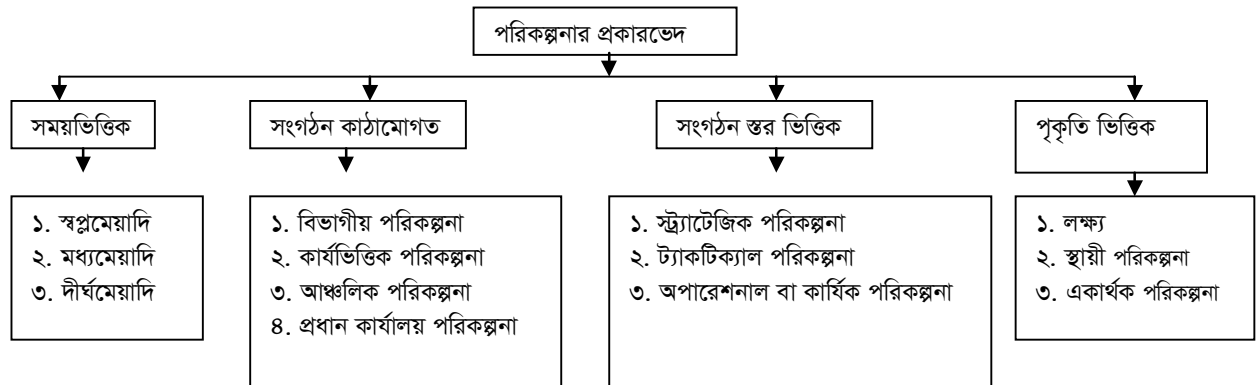 পরিকল্পনার প্রকারভেদ
সময়ভিত্তিক
সংগঠন কাঠামোগত
সংগঠন স্তর ভিত্তিক
পৃকৃতি ভিত্তিক
১. স্বপ্লমেয়াদি
২. মধ্যমেয়াদি
৩. দীর্ঘমেয়াদি
১. বিভাগীয় পরিকল্পনা
২. কার্যভিত্তিক পরিকল্পনা
৩. আঞ্চলিক পরিকল্পনা
৪. প্রধান কার্যালয় পরিকল্পনা
১. স্ট্র্যাটেজিক পরিকল্পনা
২. ট্যাকটিক্যাল পরিকল্পনা
৩. অপারেশনাল বা কার্যিক পরিকল্পনা
১. লক্ষ্য
২. স্থায়ী পরিকল্পনা
৩. একার্থক পরিকল্পনা